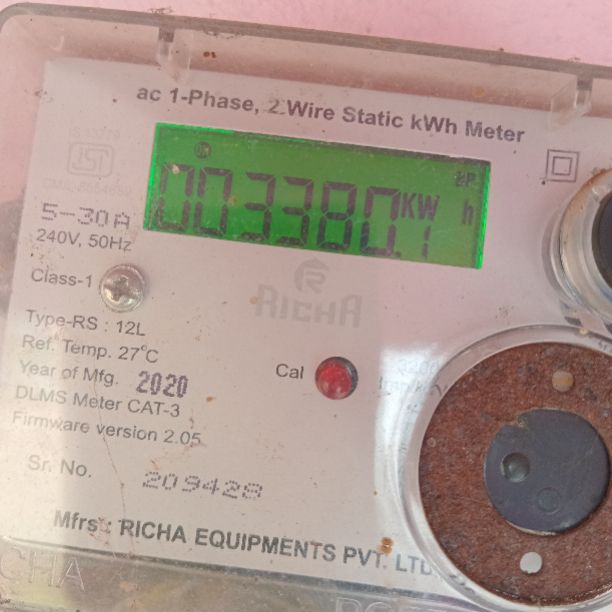 ac 1-Phase, 2 Wire Static kWh Meter
003380.1 KW h
5-30A
240V, 50Hz
Class-1
RICHA
Type-RS : 12L
Ref. Temp. 27°C
Year of Mfg. 2020
Cal
DLMS Meter CAT-3
Firmware version 2.05
Sr. No. 209428
Mfrs : RICHA EQUIPMENTS PVT. LTD.